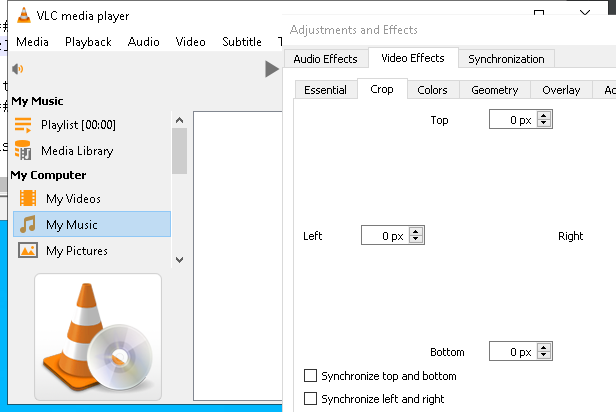 VLC media player
Media Playback Audio Video Subtitle
My Music
Playlist [00:00]
Media Library
My Computer
My Videos
My Music
My Pictures
Adjustments and Effects
Audio Effects Video Effects Synchronization
Essential Crop Colors Geometry Overlay
Top 0 px
Left 0 px Right
Bottom 0 px
Synchronize top and bottom
Synchronize left and right